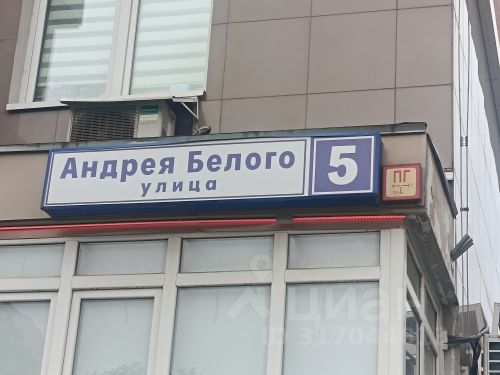 Андрея Белого
улица
5
ПГ
циан